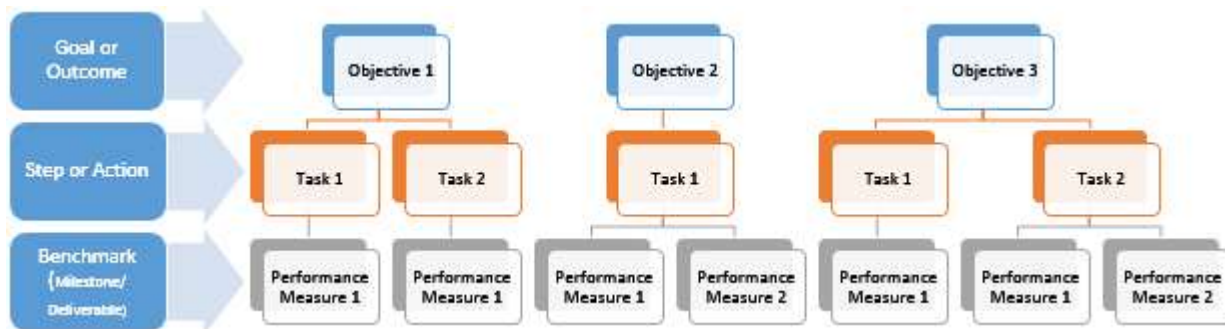 Goal or
Outcome
Objective 1
Objective 2
Objective 3
Step or Action
Task 1
Task 2
Task 1
Task 1
Task 2
Benchmark
(Milestone/
Deliverable)
Performance
Measure 1
Performance
Measure 1
Performance
Measure 1
Performance
Measure 2
Performance
Measure 1
Performance
Measure 1
Performance
Measure 2